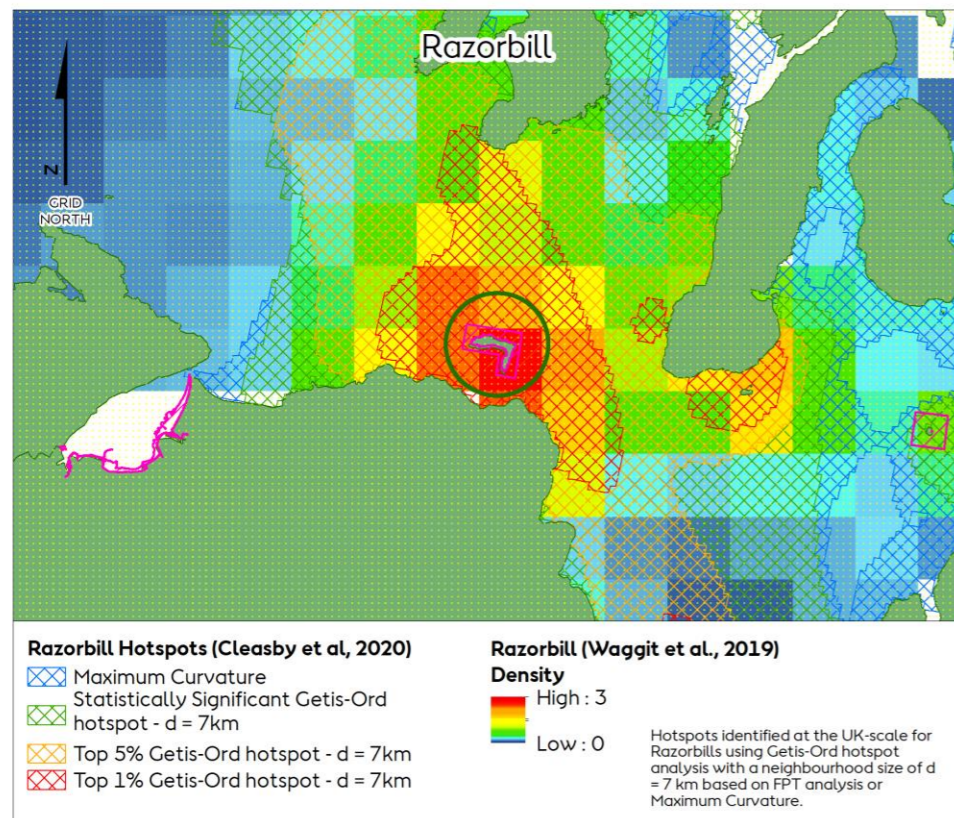 Razorbill
N
GRID
NORTH
Razorbill Hotspots (Cleasby et al, 2020)
Maximum Curvature
Statistically Significant Getis-Ord
hotspot - d = 7km
Top 5% Getis-Ord hotspot - d = 7km
Top 1% Getis-Ord hotspot - d = 7km
Razorbill (Waggit et al., 2019)
Density
High : 3
Low : 0
Hotspots identified at the UK-scale for
Razorbills using Getis-Ord hotspot
analysis with a neighbourhood size of d
= 7 km based on FPT analysis or
Maximum Curvature.